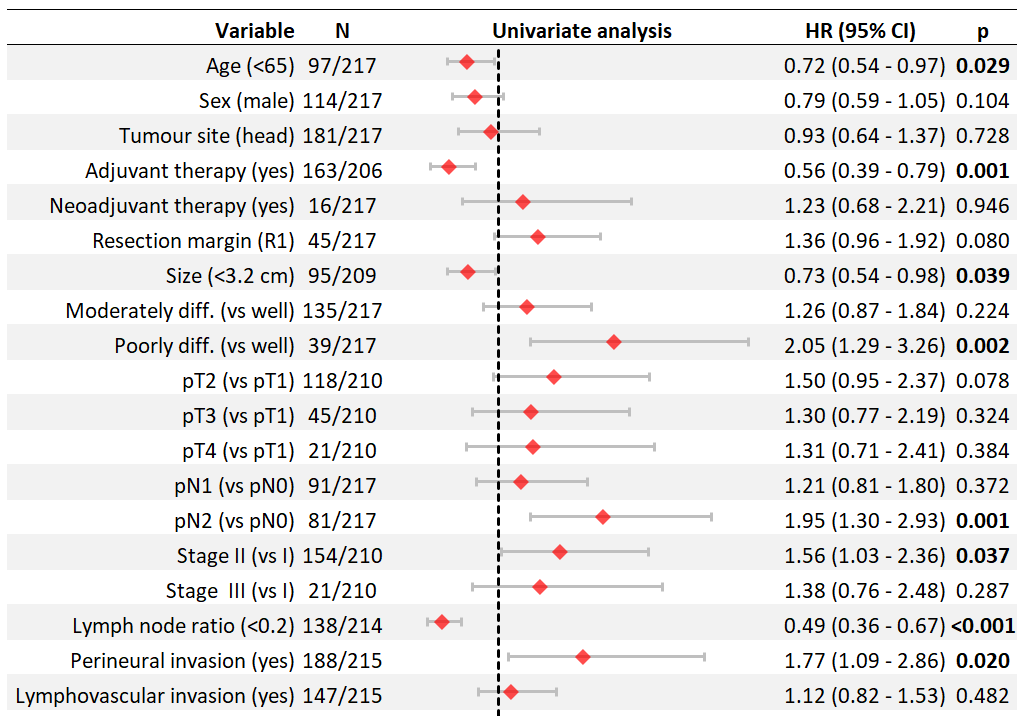 Variable N Univariate analysis HR (95% CI) p
Age (<65) 97/217 0.72 (0.54 - 0.97) 0.029
Sex (male) 114/217 0.79 (0.59 - 1.05) 0.104
Tumour site (head) 181/217 0.93 (0.64 - 1.37) 0.728
Adjuvant therapy (yes) 163/206 0.56 (0.39 - 0.79) 0.001
Neoadjuvant therapy (yes) 16/217 1.23 (0.68 - 2.21) 0.946
Resection margin (R1) 45/217 1.36 (0.96 - 1.92) 0.080
Size (<3.2 cm) 95/209 0.73 (0.54 - 0.98) 0.039
Moderately diff. (vs well) 135/217 1.26 (0.87 - 1.84) 0.224
Poorly diff. (vs well) 39/217 2.05 (1.29 - 3.26) 0.002
pT2 (vs pT1) 118/210 1.50 (0.95 - 2.37) 0.078
pT3 (vs pT1) 45/210 1.30 (0.77 - 2.19) 0.324
pT4 (vs pT1) 21/210 1.31 (0.71 - 2.41) 0.384
pN1 (vs pN0) 91/217 1.21 (0.81 - 1.80) 0.372
pN2 (vs pN0) 81/217 1.95 (1.30 - 2.93) 0.001
Stage II (vs I) 154/210 1.56 (1.03 - 2.36) 0.037
Stage III (vs I) 21/210 1.38 (0.76 - 2.48) 0.287
Lymph node ratio (<0.2) 138/214 0.49 (0.36 - 0.67) <0.001
Perineural invasion (yes) 188/215 1.77 (1.09 - 2.86) 0.020
Lymphovascular invasion (yes) 147/215 1.12 (0.82 - 1.53) 0.482